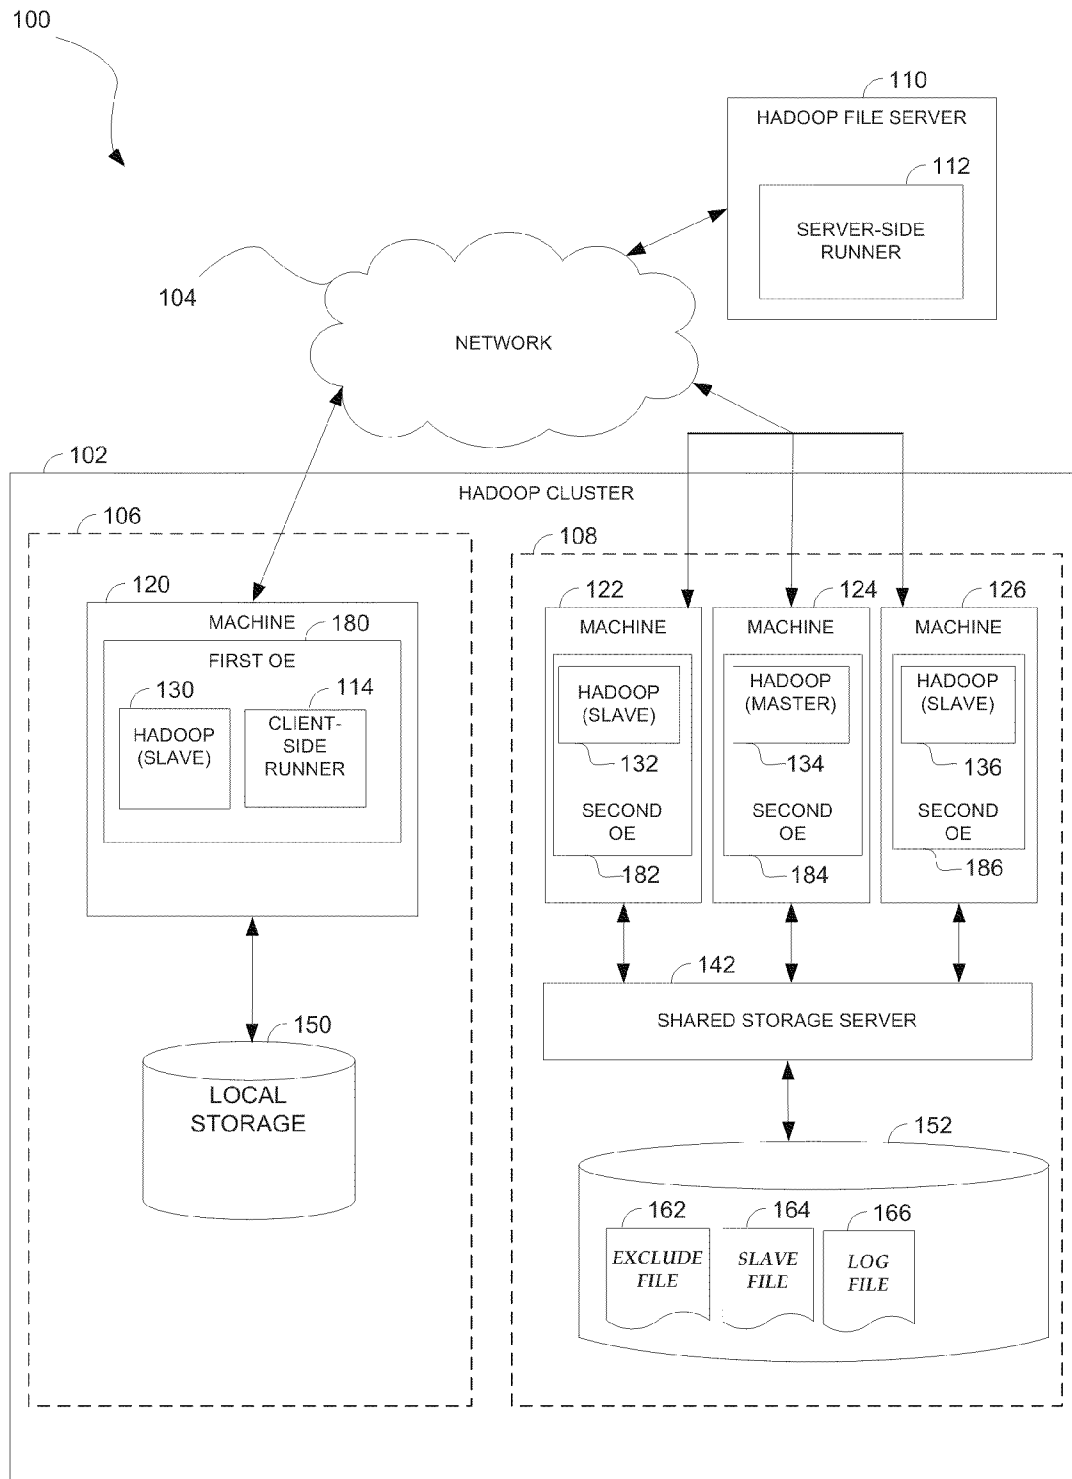 100
110
HADOOP FILE SERVER
112
SERVER-SIDE
RUNNER
104
NETWORK
102
HADOOP CLUSTER
106
120
MACHINE
180
FIRST OE
130
HADOOP
(SLAVE)
114
CLIENT-
SIDE
RUNNER
150
LOCAL
STORAGE
108
122
MACHINE
HADOOP
(SLAVE)
132
SECOND
OE
182
124
MACHINE
HADOOP
(MASTER)
134
SECOND
OE
184
126
MACHINE
HADOOP
(SLAVE)
136
SECOND
OE
186
142
SHARED STORAGE SERVER
152
162
EXCLUDE
FILE
164
SLAVE
FILE
166
LOG
FILE